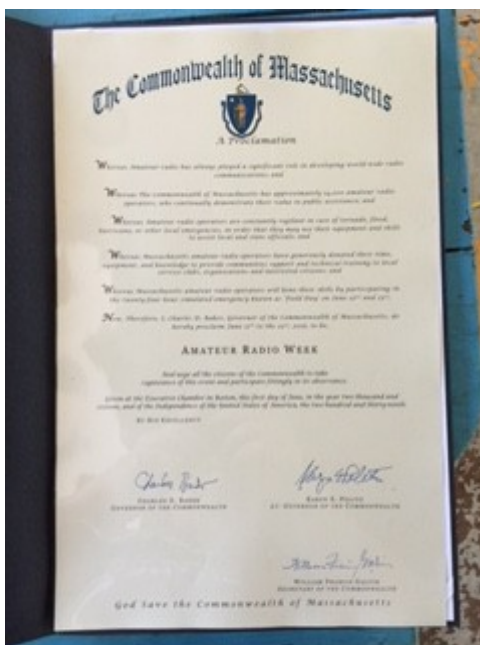 The Commonwealth of Massachusetts
A Proclamation
Whereas Amateur radio has always played a significant role in developing world-wide radio
communications; and
Whereas The Commonwealth of Massachusetts has approximately amateur radio
operators, who continually demonstrate their value in public assistance; and
Whereas Amateur radio operators are constantly vigilant in case of tornado, flood,
hurricane, or other local emergencies, in order that they may use their equipment and skills
to assist local and state officials; and
Whereas Massachusetts amateur radio operators have generously donated their time,
equipment, and knowledge to provide community support and technical training to local
service clubs, organizations and interested citizens; and
Whereas Massachusetts amateur radio operators will hone their skills by participating in
the twenty-four hour simulated emergency known as 'Field Day' on June and
Now, Therefore, I, Charles D. Baker, Governor of the Commonwealth of Massachusetts, do
hereby proclaim June to the to be,
AMATEUR RADIO WEEK
And urge all the citizens of the Commonwealth to take
cognizance of this event and participate fittingly in its observance.
Given at the Executive Chamber in Boston, this first day of June, in the year two thousand and
sixteen, and of the Independence of the United States of America, the two hundred and
BY HIS EXCELLENCY
CHARLES D. BAKER
GOVERNOR OF THE COMMONWEALTH
KARYN E. POLITO
LT. GOVERNOR OF THE COMMONWEALTH
WILLIAM FRANCIS GALVIN
SECRETARY OF THE COMMONWEALTH
God Save the Commonwealth of Massachusetts